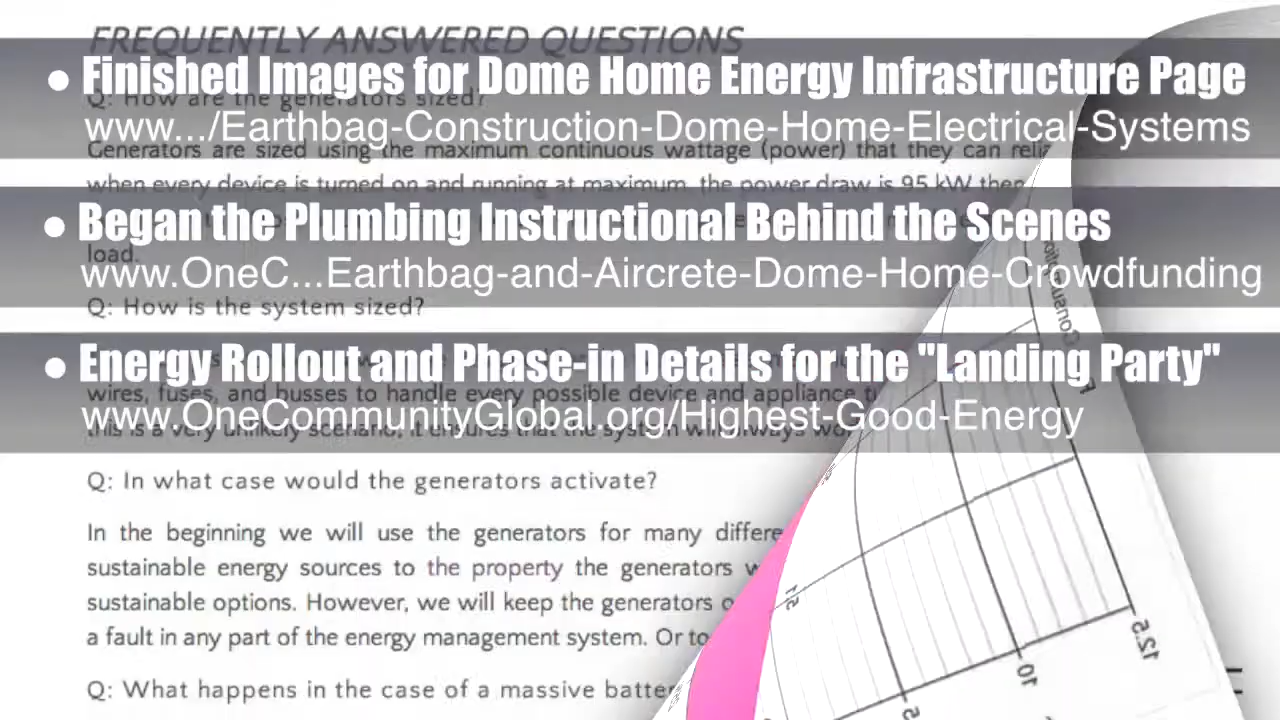 FREQUENTLY ANSWERED QUESTIONS
• Finished Images for Dome Home Energy Infrastructure Page
Q: How are the generators sized?
www.../Earthbag-Construction-Dome-Home-Electrical-Systems
Generators are sized using the maximum continuous wattage (power) that they can
when every device is turned on and running at maximum, the power draw is 95 kW then
• Began the Plumbing Instructional Behind the Scenes
load.
www.OneC...Earthbag-and-Aircrete-Dome-Home-Crowdfunding
Q: How is the system sized?
• Energy Rollout and Phase-in Details for the "Landing Party"
wires, fuses, and busses to handle every possible device and appliance
www.OneCommunityGlobal.org/Highest-Good-Energy
this is a very unlikely scenario, it ensures that the system will always
Q: In what case would the generators activate?
In the beginning we will use the generators for many
sustainable energy sources to the property the generators
sustainable options. However, we will keep the generators
a fault in any part of the energy management system. Or to
Q: What happens in the case of a massive
12.5
10
5
15